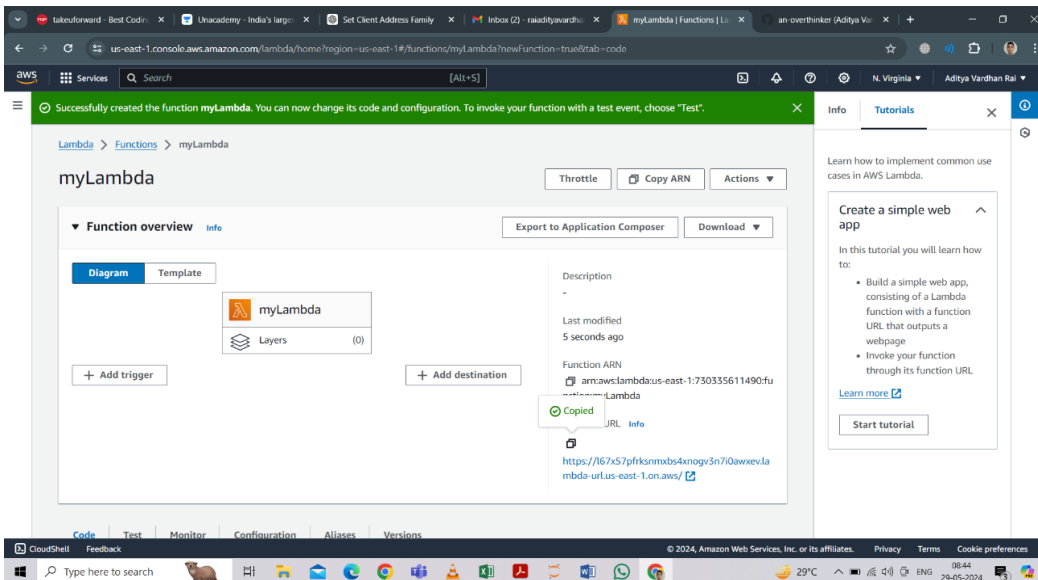 takeuforward - Best Codin
Unacademy - India's larges
Set Client Address Family
Inbox (2) - raiadityavardha
myLambda | Functions | La
an-overthinker (Aditya Var
us-east-1.console.aws.amazon.com/lambda/home?region=us-east-1#/functions/myLambda?newFunction=true&tab=code
aws
Services
Search
[Alt+S]
N. Virginia
Aditya Vardhan Rai
Successfully created the function myLambda. You can now change its code and configuration. To invoke your function with a test event, choose "Test".
Lambda > Functions > myLambda
myLambda
Throttle
Copy ARN
Actions
Function overview Info
Export to Application Composer
Download
Diagram
Template
myLambda
Layers (0)
+ Add trigger
+ Add destination
Description
-
Last modified
5 seconds ago
Function ARN
arn:aws:lambda:us-east-1:730335611490:fu
Lambda
Copied
URL Info
https://l67x57pfrksnmxbs4xnogv3n7i0awxev.la
mbda-url.us-east-1.on.aws/
Code
Test
Monitor
Configuration
Aliases
Versions
Info
Tutorials
Learn how to implement common use
cases in AWS Lambda.
Create a simple web
app
In this tutorial you will learn how
to:
Build a simple web app,
consisting of a Lambda
function with a function
URL that outputs a
webpage
Invoke your function
through its function URL
Learn more
Start tutorial
CloudShell
Feedback
© 2024, Amazon Web Services, Inc. or its affiliates.
Privacy
Terms
Cookie preferences
Type here to search
29°C
ENG
08:44
29-05-2024